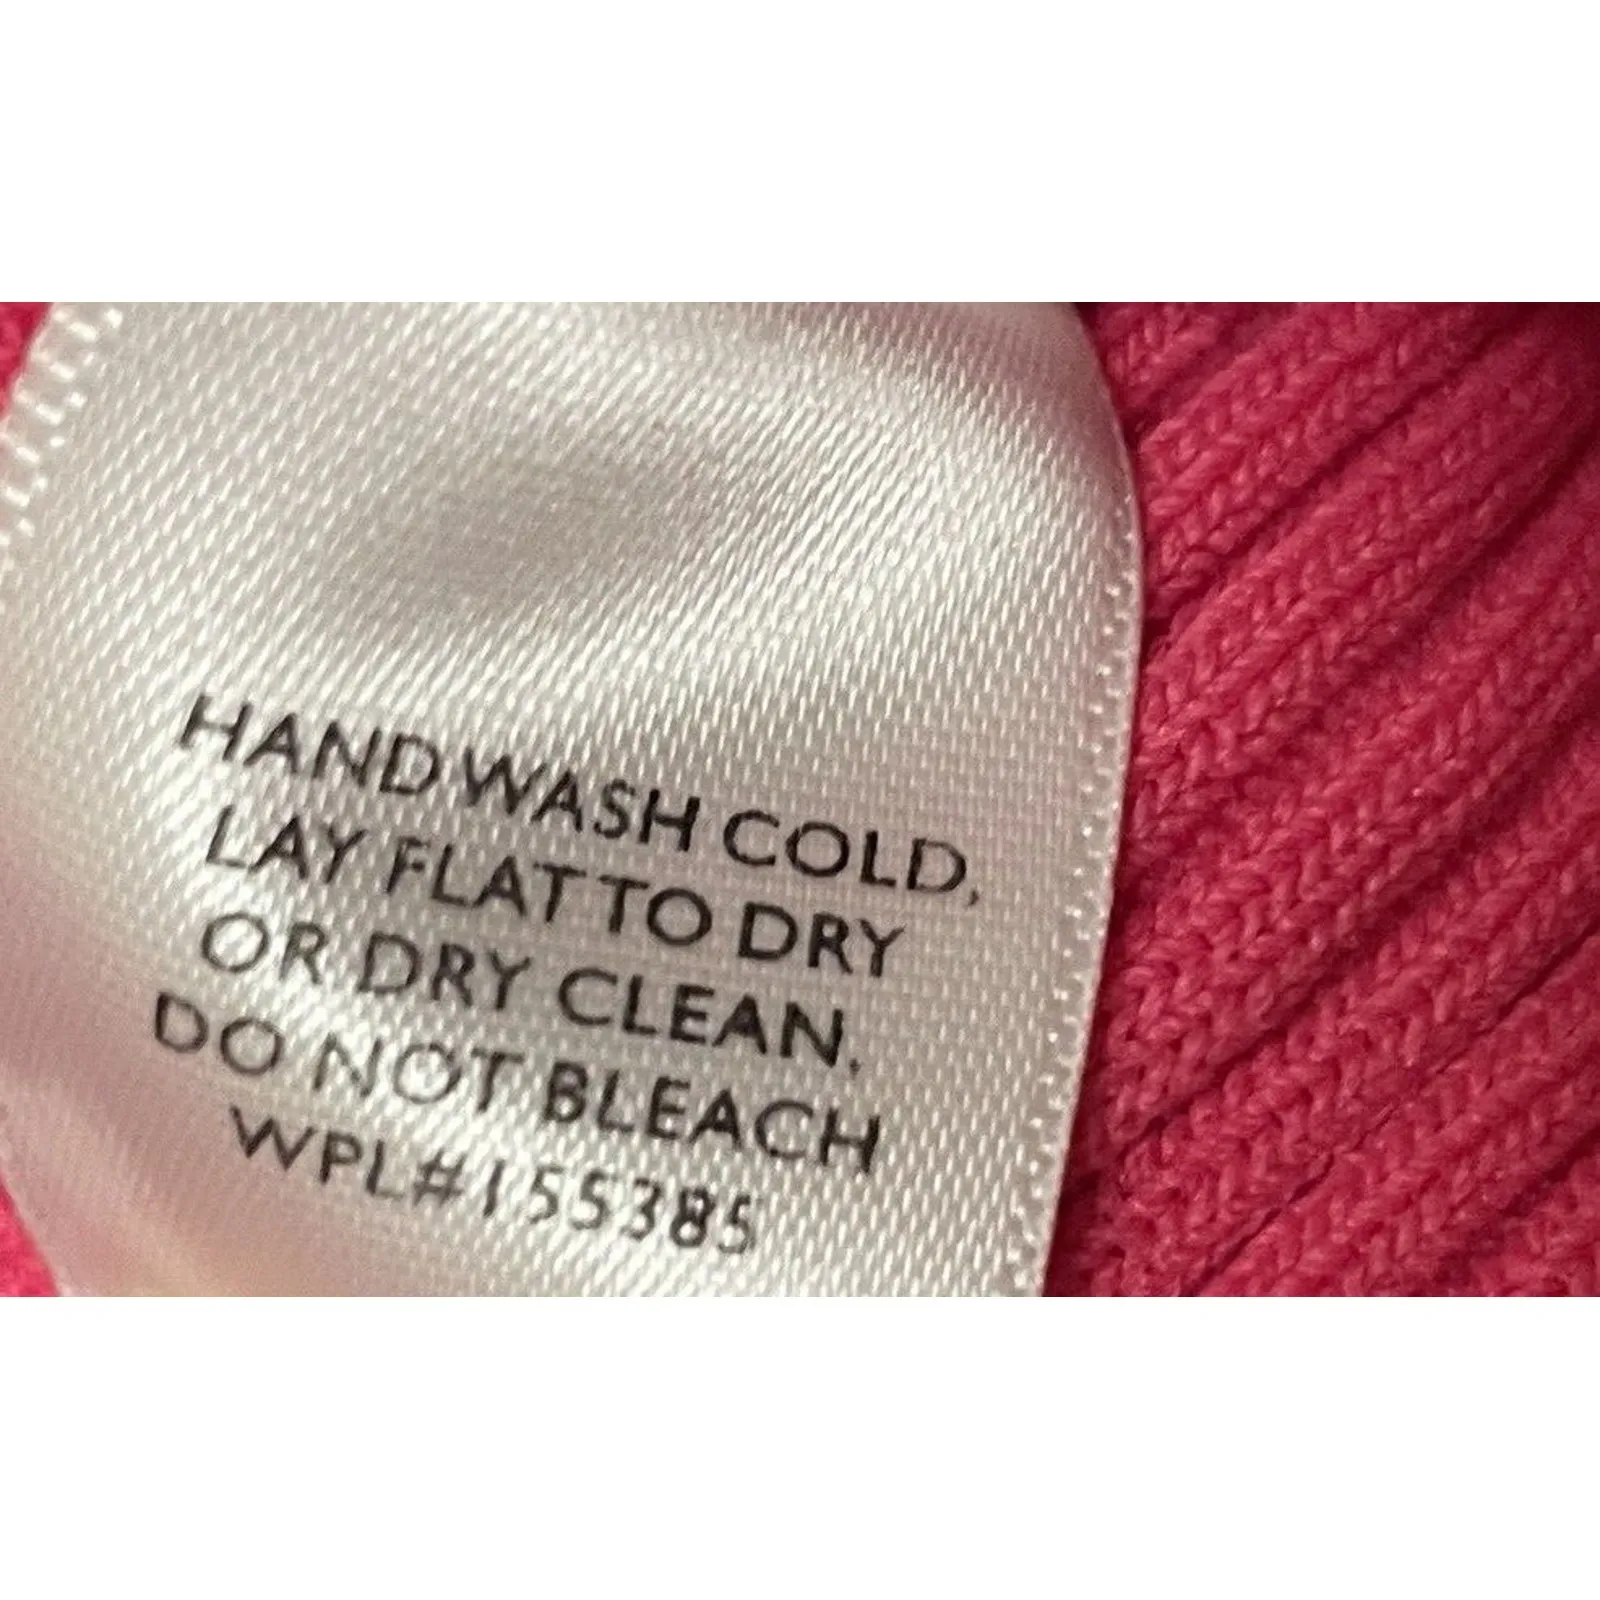 HAND WASH COLD,
LAY FLAT TO DRY
OR DRY CLEAN.
DO NOT BLEACH
WPL#155385